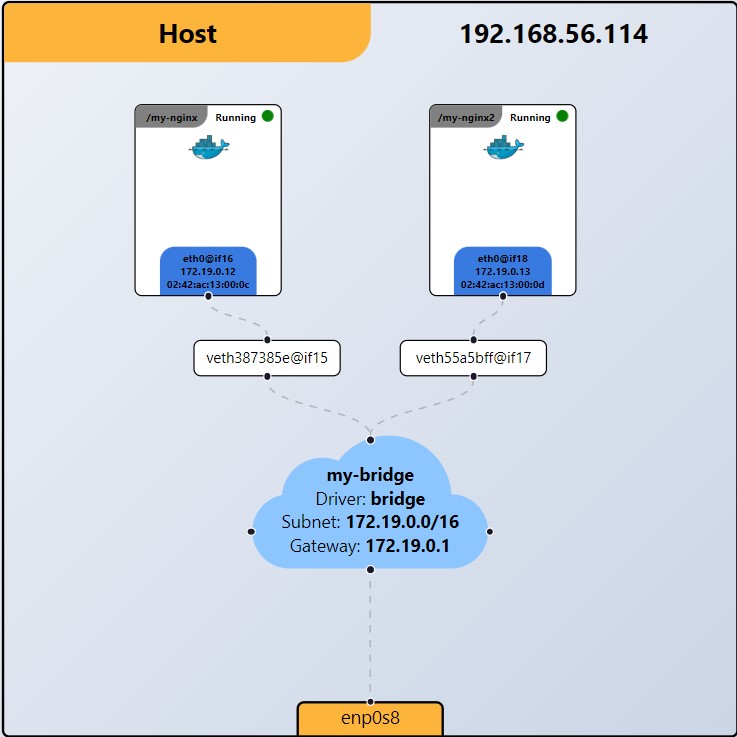 Host
192.168.56.114
/my-nginx
Running
/my-nginx2
Running
eth0@if16
172.19.0.12
02:42:ac:13:00:0c
eth0@if18
172.19.0.13
02:42:ac:13:00:0d
veth387385e@if15
veth55a5bff@if17
my-bridge
Driver: bridge
Subnet: 172.19.0.0/16
Gateway: 172.19.0.1
enp0s8